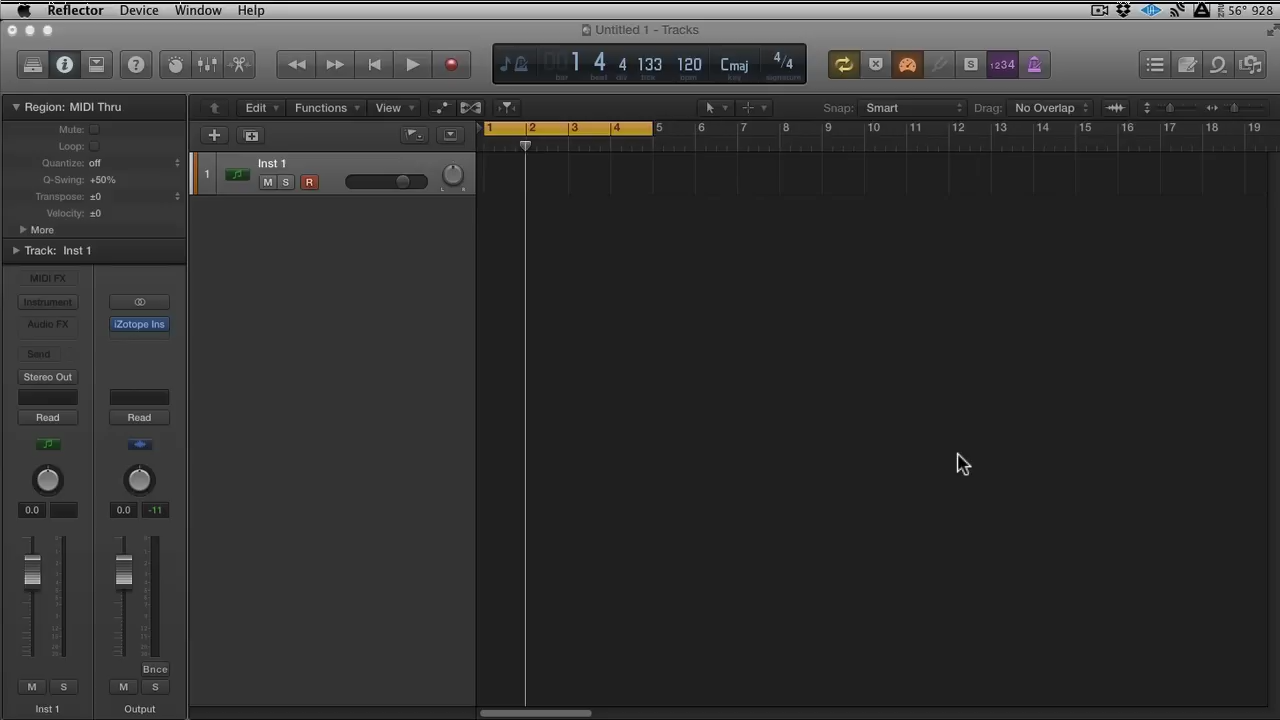 Reflector Device Window Help 56° 928
Untitled 1 - Tracks
1 4 4 133 120 Cmaj 4/4
bar beat div bpm key
S 1234
Region: MIDI Thru Edit Functions View Snap: Smart Drag: No Overlap
Mute:
Loop:
Quantize: off
Q-Swing: +50%
Transpose: ±0
Velocity: ±0
More
1 2 3 4 5 6 7 8 9 10 11 12 13 14 15 16 17 18 19
1 Inst 1
M S R
L R
Track: Inst 1
MIDI FX
Instrument
Audio FX iZotope Ins
Send
Stereo Out
Read Read
0.0 0.0 -11
Bnce
M S M S
Inst 1 Output